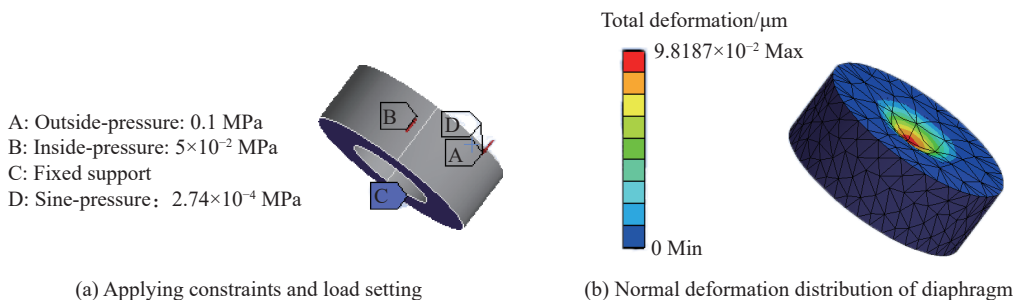 A: Outside-pressure: 0.1 MPa
B: Inside-pressure: 5×10⁻² MPa
C: Fixed support
D: Sine-pressure：2.74×10⁻⁴ MPa
B
D
A
C
(a) Applying constraints and load setting
Total deformation/μm
9.8187×10⁻² Max
0 Min
(b) Normal deformation distribution of diaphragm